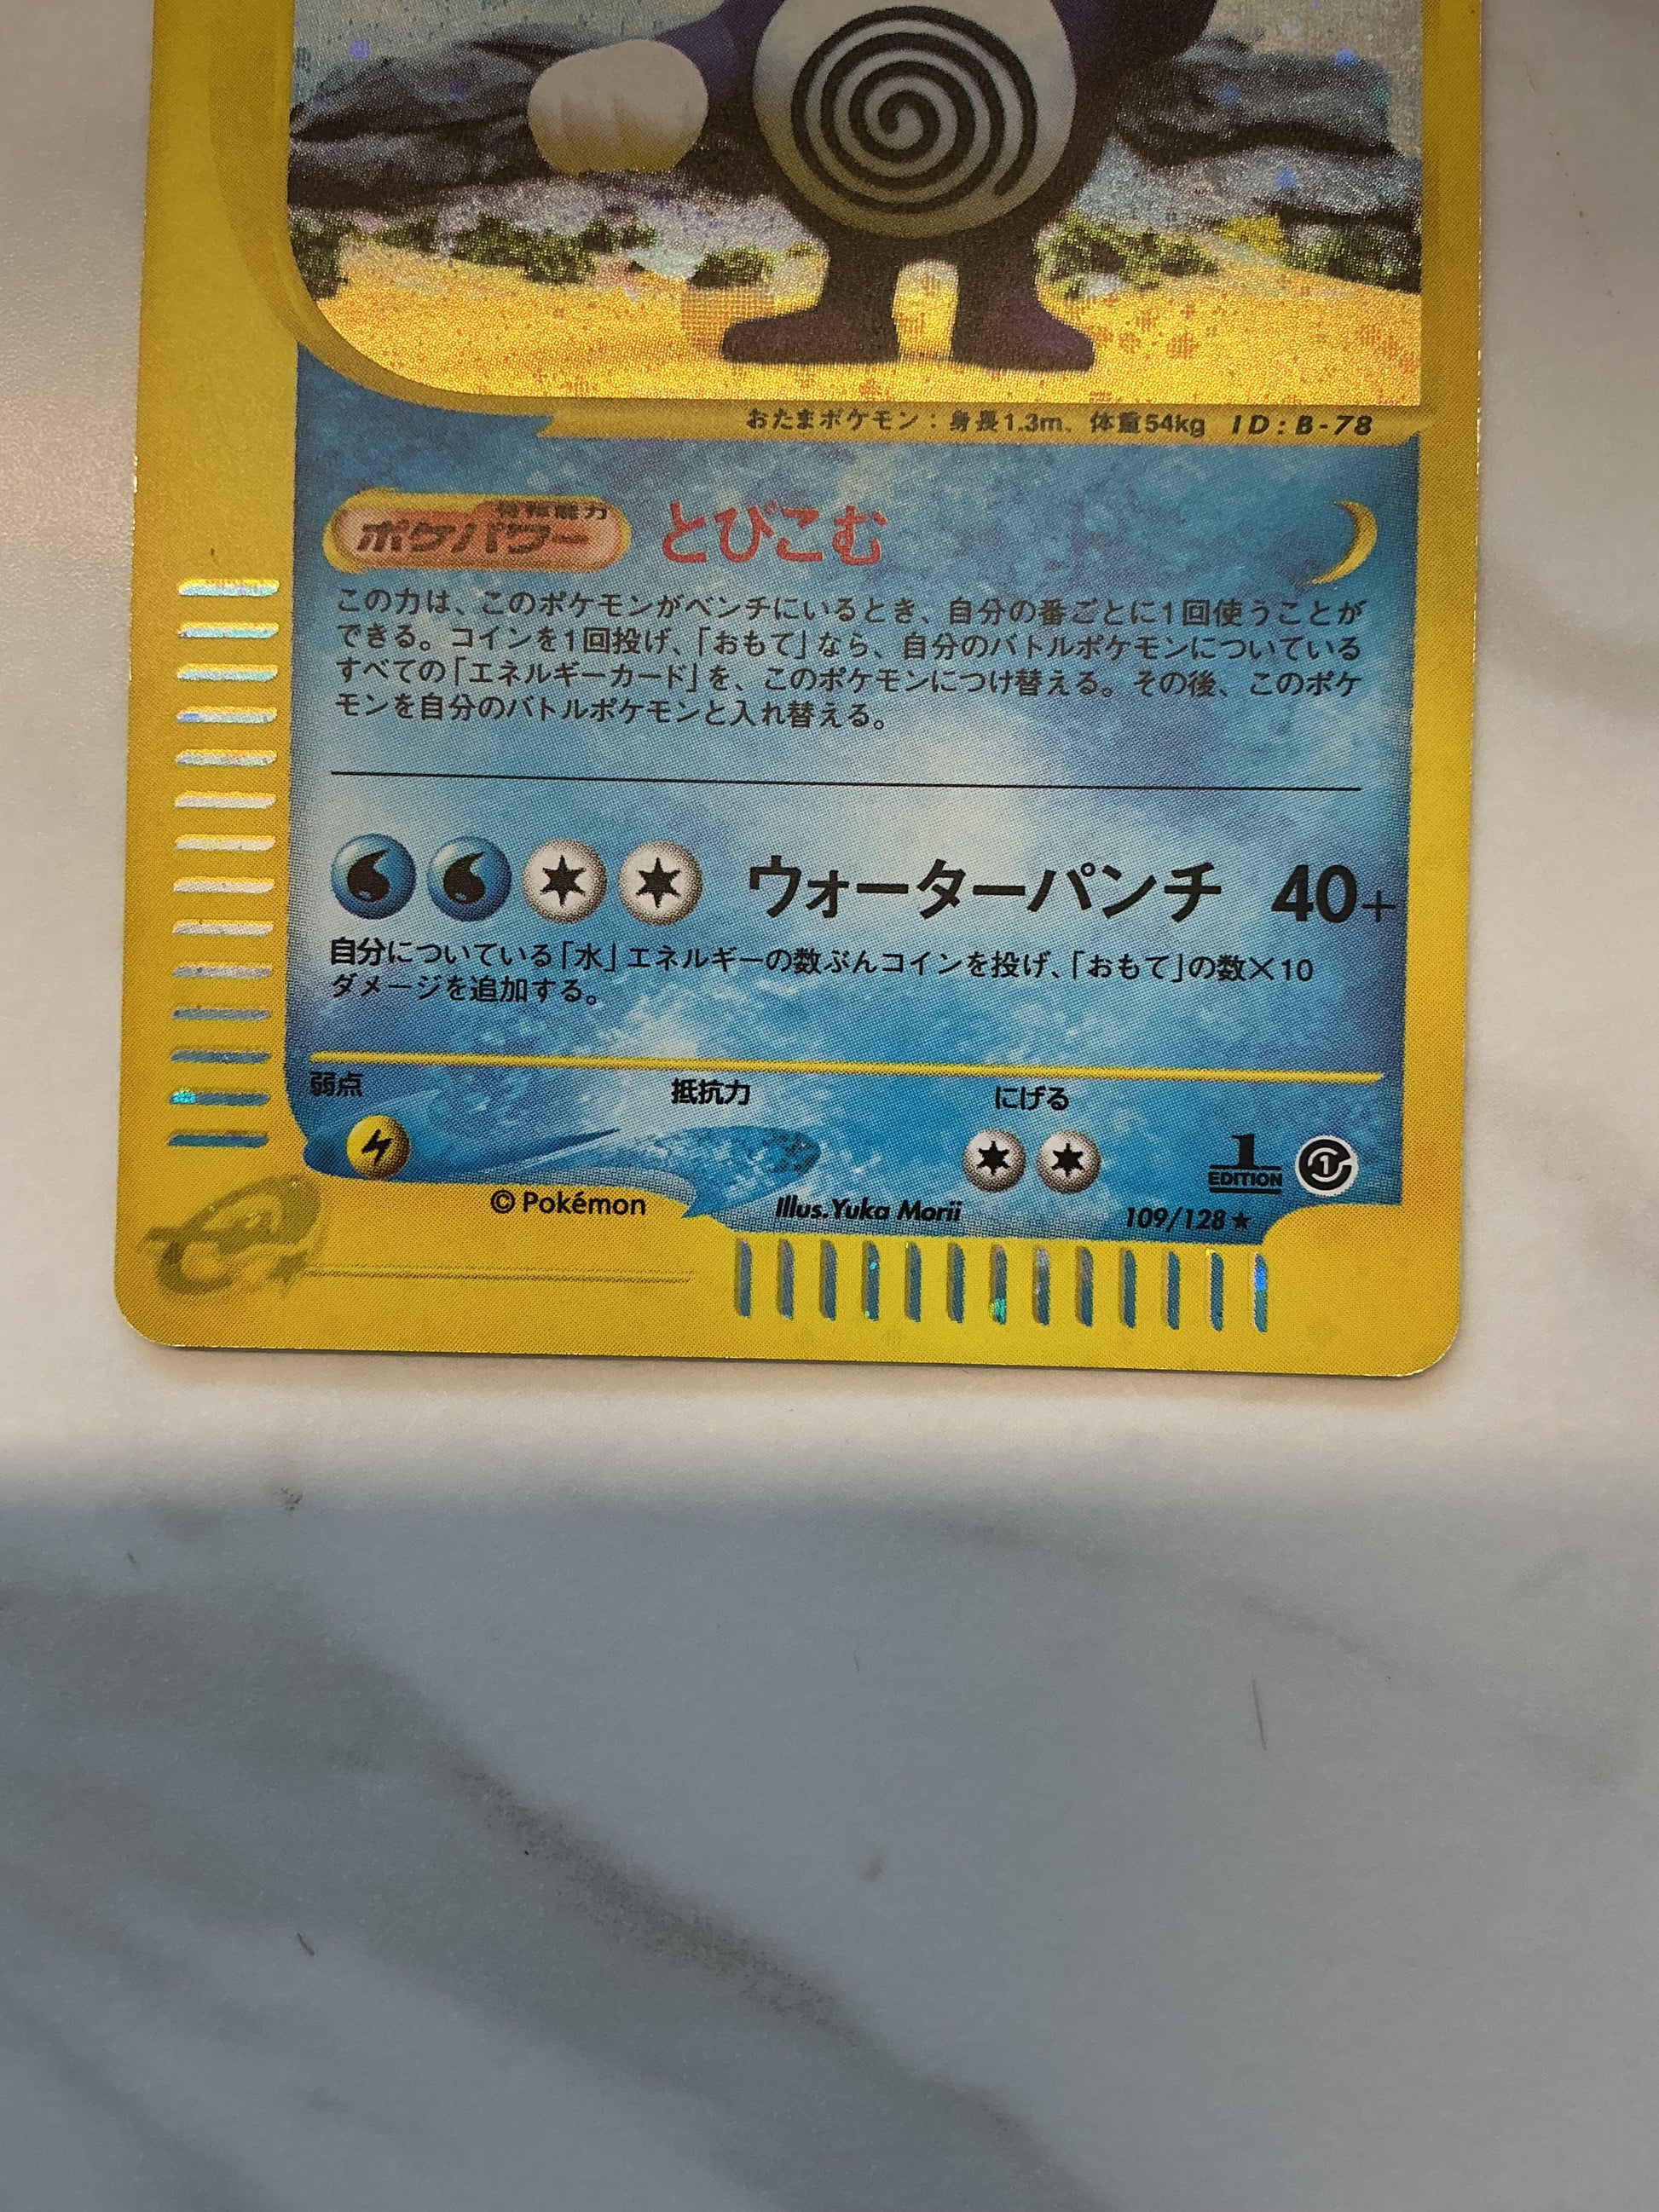 おたまポケモン：身長1.3m、体重54kg ID：B-78
特殊能力
ポケパワー とびこむ
この力は、このポケモンがベンチにいるとき、自分の番ごとに1回使うことが
できる。コインを1回投げ、「おもて」なら、自分のバトルポケモンについている
すべての「エネルギーカード」を、このポケモンにつけ替える。その後、このポケ
モンを自分のバトルポケモンと入れ替える。
ウォーターパンチ 40+
自分についている「水」エネルギーの数ぶんコインを投げ、「おもて」の数×10
ダメージを追加する。
弱点 抵抗力 にげる
1 EDITION 1
© Pokémon Illus.Yuka Morii 109/128 ★
e